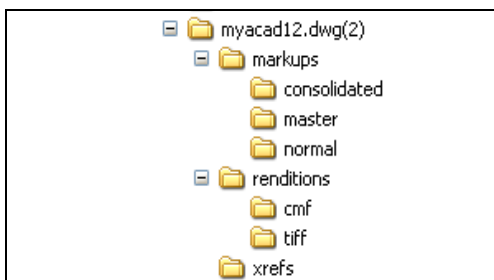 myacad12.dwg(2)
markups
consolidated
master
normal
renditions
cmf
tiff
xrefs